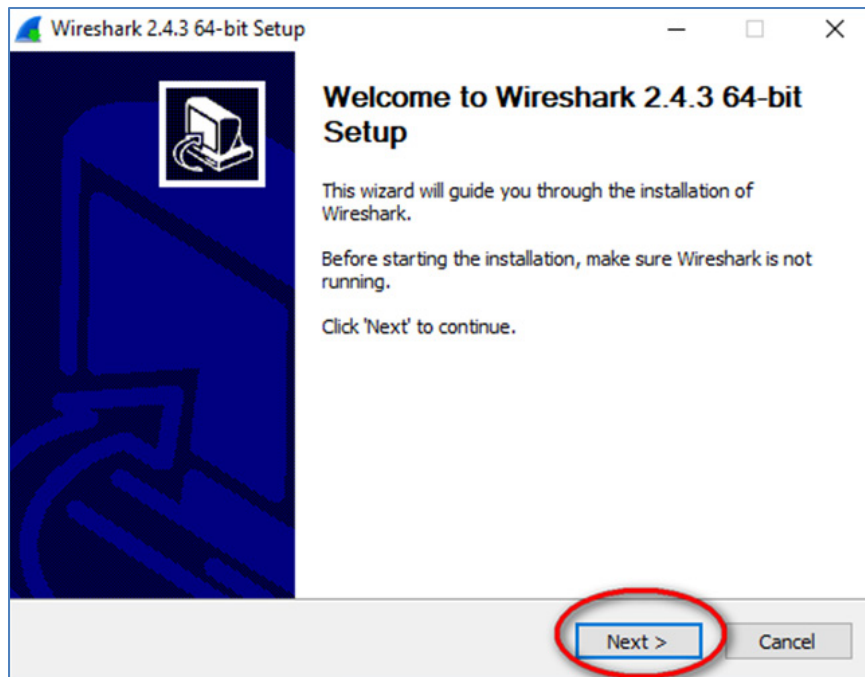 Wireshark 2.4.3 64-bit Setup
Welcome to Wireshark 2.4.3 64-bit
Setup
This wizard will guide you through the installation of
Wireshark.
Before starting the installation, make sure Wireshark is not
running.
Click 'Next' to continue.
Next >
Cancel